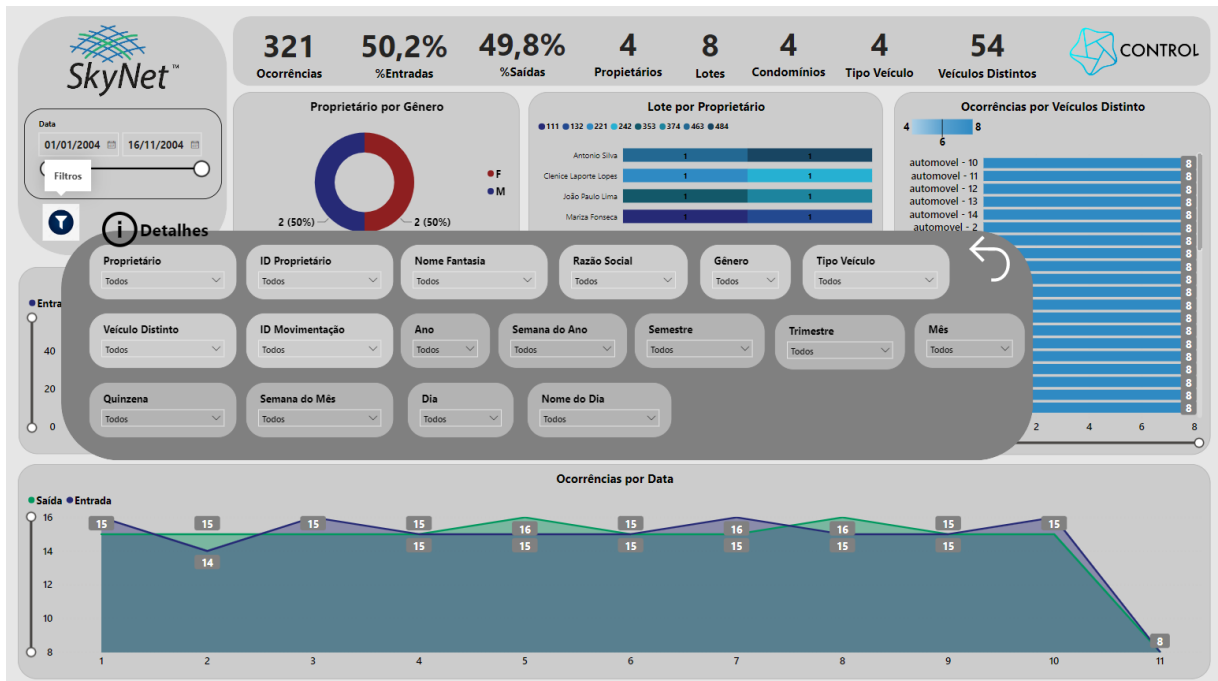 SkyNet™
321 50,2% 49,8% 4 8 4 4 54
Ocorrências %Entradas %Saídas Propietários Lotes Condomínios Tipo Veículo Veículos Distintos
CONTROL
Data
01/01/2004 16/11/2004
Filtros
Proprietário por Gênero
F
M
2 (50%) 2 (50%)
Lote por Proprietário
111 132 221 242 353 374 463 484
Antonio Silva 1 1
Clenice Laporte Lopes 1 1
João Paulo Lima 1 1
Mariza Fonseca 1 1
Ocorrências por Veículos Distinto
4 8
6
automovel - 10 8
automovel - 11 8
automovel - 12 8
automovel - 13 8
automovel - 14 8
automovel - 2 8
8
8
8
8
8
8
8
8
8
8
8
8
8
8
2 4 6 8
Entra
40
20
0
i Detalhes
Proprietário ID Proprietário Nome Fantasia Razão Social Gênero Tipo Veículo
Todos Todos Todos Todos Todos Todos
Veículo Distinto ID Movimentação Ano Semana do Ano Semestre Trimestre Mês
Todos Todos Todos Todos Todos Todos Todos
Quinzena Semana do Mês Dia Nome do Dia
Todos Todos Todos Todos
Ocorrências por Data
Saída Entrada
16
14
12
10
8
15 15 15 15 16 15 16 16 15 15
14 15 15 15 15 15 15 8
1 2 3 4 5 6 7 8 9 10 11